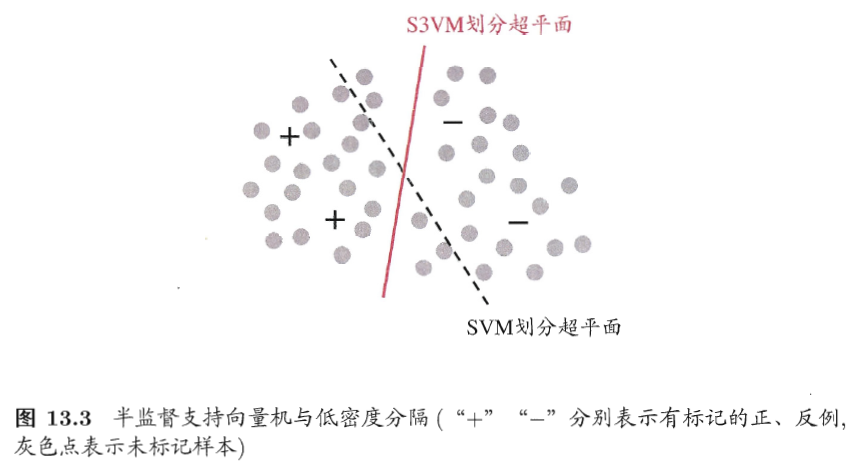 S3VM划分超平面
+
−
+
−
SVM划分超平面
图 13.3 半监督支持向量机与低密度分隔 (“+” “−” 分别表示有标记的正、反例,
灰色点表示未标记样本)